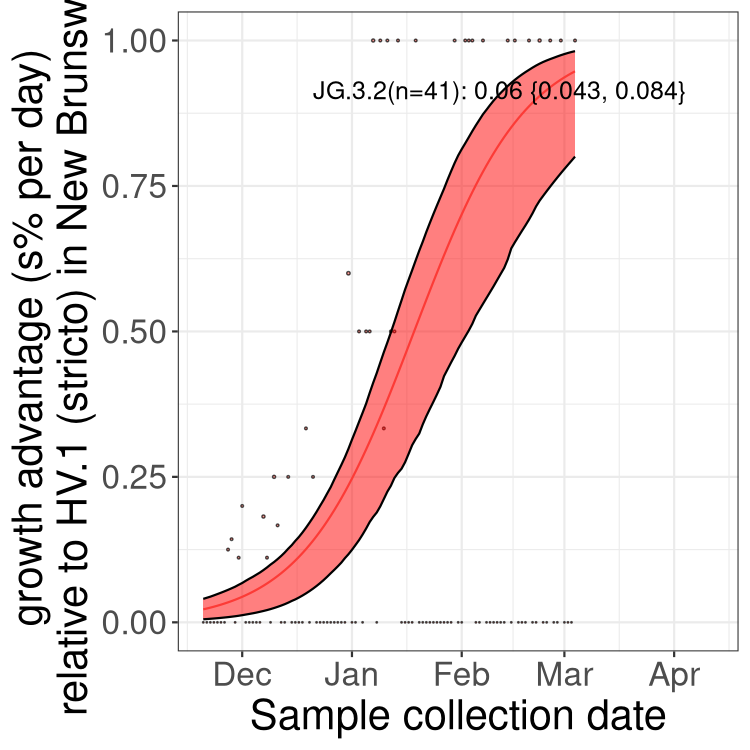 growth advantage (s% per day)
relative to HV.1 (stricto) in New Brunsw
1.00
0.75
0.50
0.25
0.00
JG.3.2(n=41): 0.06 {0.043, 0.084}
Dec Jan Feb Mar Apr
Sample collection date